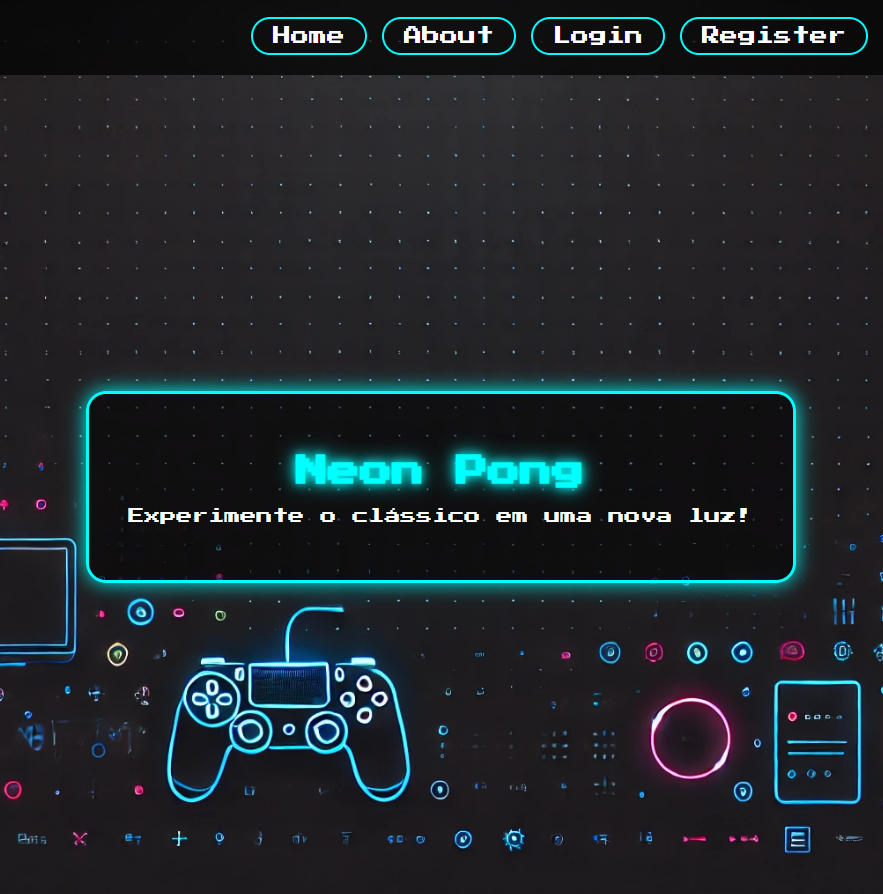 Home About Login Register
Neon Pong
Experimente o clássico em uma nova luz!